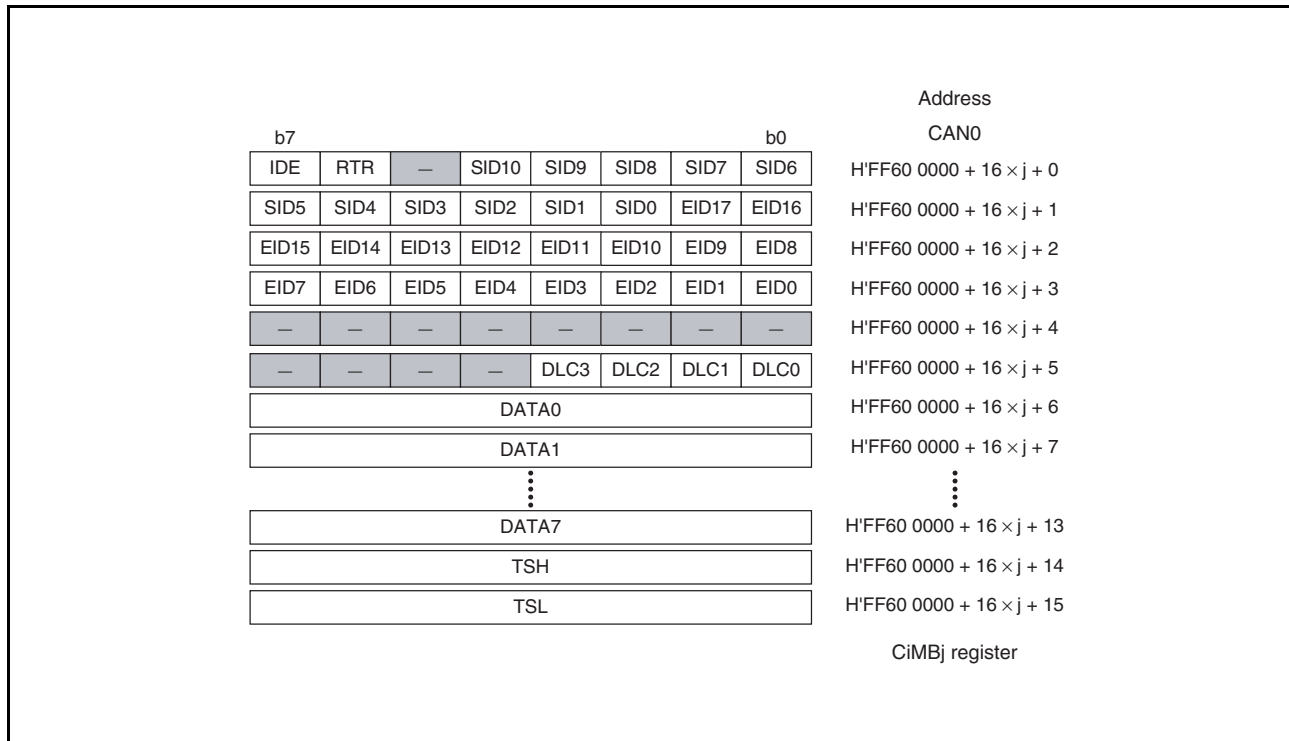 Address
b7 b0 CAN0
IDE RTR — SID10 SID9 SID8 SID7 SID6 H'FF60 0000 + 16 × j + 0
SID5 SID4 SID3 SID2 SID1 SID0 EID17 EID16 H'FF60 0000 + 16 × j + 1
EID15 EID14 EID13 EID12 EID11 EID10 EID9 EID8 H'FF60 0000 + 16 × j + 2
EID7 EID6 EID5 EID4 EID3 EID2 EID1 EID0 H'FF60 0000 + 16 × j + 3
— — — — — — — — H'FF60 0000 + 16 × j + 4
— — — — DLC3 DLC2 DLC1 DLC0 H'FF60 0000 + 16 × j + 5
DATA0 H'FF60 0000 + 16 × j + 6
DATA1 H'FF60 0000 + 16 × j + 7
DATA7 H'FF60 0000 + 16 × j + 13
TSH H'FF60 0000 + 16 × j + 14
TSL H'FF60 0000 + 16 × j + 15
CiMBj register